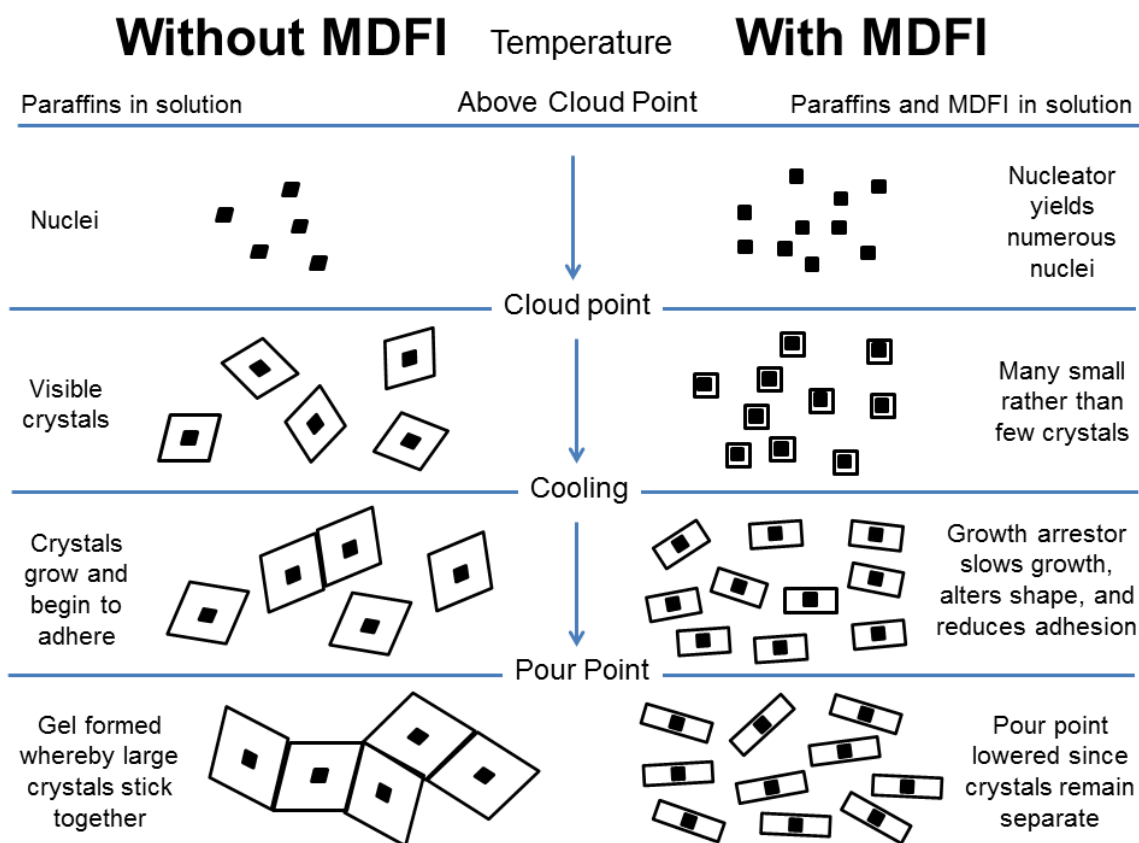 Without MDFI
Temperature
With MDFI
Paraffins in solution
Above Cloud Point
Paraffins and MDFI in solution
Nuclei
Nucleator
yields
numerous
nuclei
Cloud point
Visible
crystals
Many small
rather than
few crystals
Cooling
Crystals
grow and
begin to
adhere
Growth arrestor
slows growth,
alters shape, and
reduces adhesion
Pour Point
Gel formed
whereby large
crystals stick
together
Pour point
lowered since
crystals remain
separate